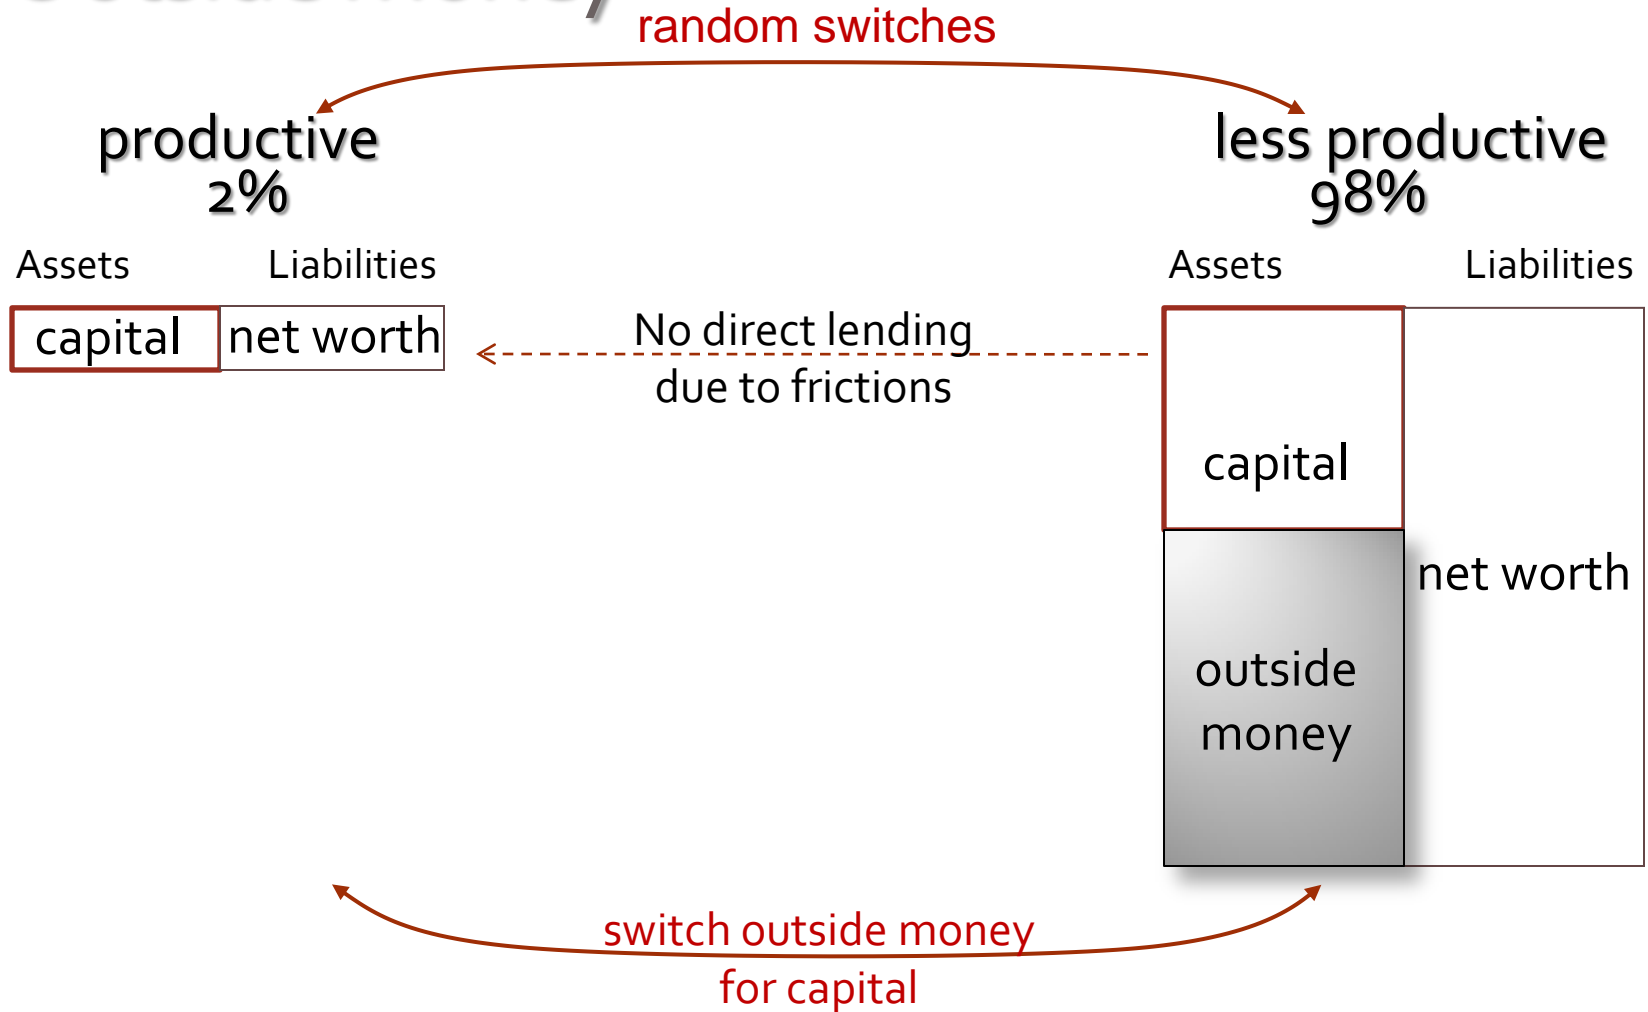 random switches
productive
2%
less productive
98%
Assets Liabilities
capital net worth
No direct lending
due to frictions
Assets Liabilities
capital
net worth
outside
money
switch outside money
for capital